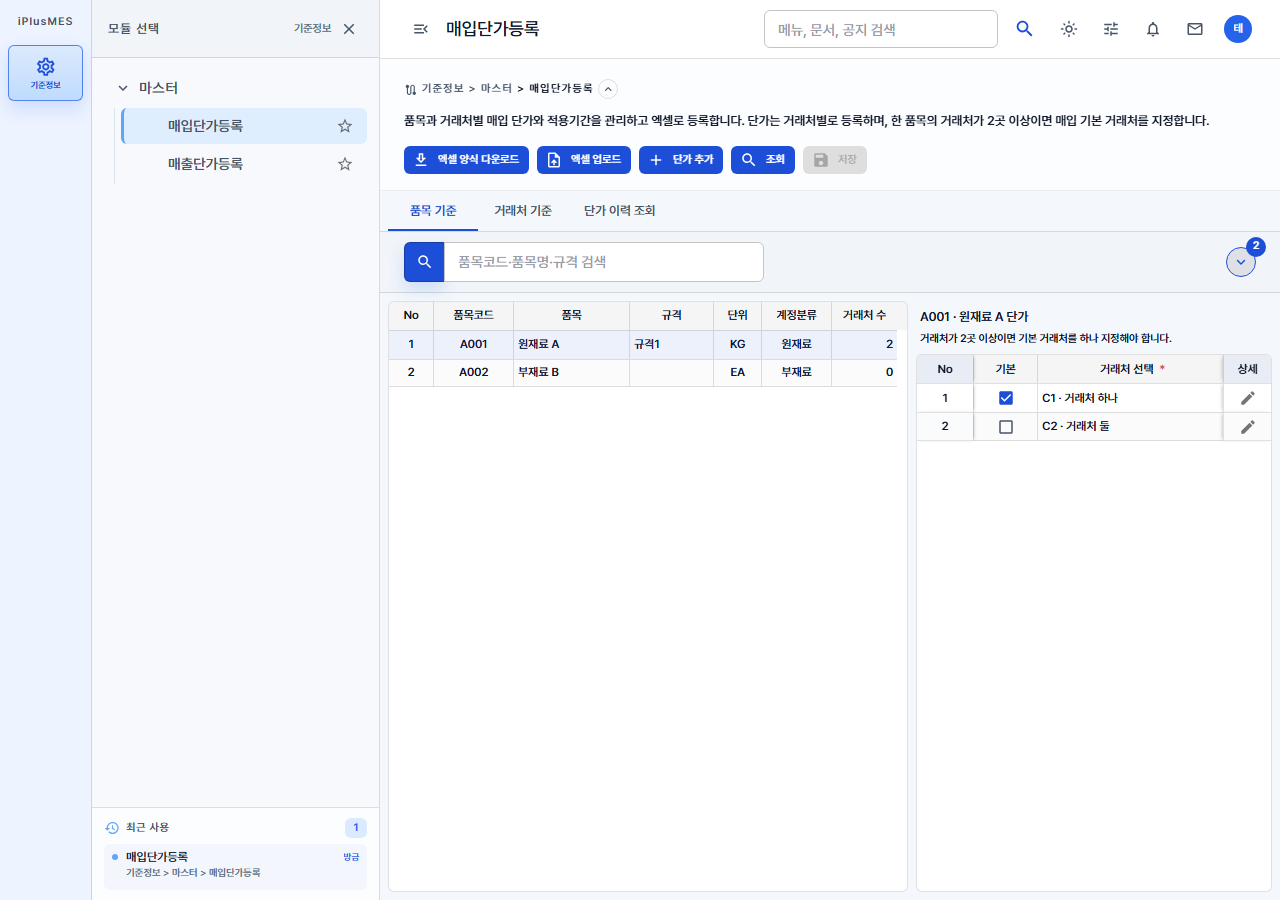 iPlusMES
기준정보
모듈 선택
기준정보
마스터
매입단가등록
매출단가등록
최근 사용
1
매입단가등록
방금
기준정보 > 마스터 > 매입단가등록
매입단가등록
메뉴, 문서, 공지 검색
테
기준정보 > 마스터 > 매입단가등록
품목과 거래처별 매입 단가와 적용기간을 관리하고 엑셀로 등록합니다. 단가는 거래처별로 등록하며, 한 품목의 거래처가 2곳 이상이면 매입 기본 거래처를 지정합니다.
엑셀 양식 다운로드
엑셀 업로드
단가 추가
조회
저장
품목 기준
거래처 기준
단가 이력 조회
품목코드·품목명·규격 검색
2
No 품목코드 품목 규격 단위 계정분류 거래처 수
1 A001 원재료 A 규격1 KG 원재료 2
2 A002 부재료 B EA 부재료 0
A001 · 원재료 A 단가
거래처가 2곳 이상이면 기본 거래처를 하나 지정해야 합니다.
No 기본 거래처 선택 * 상세
1 C1 · 거래처 하나
2 C2 · 거래처 둘